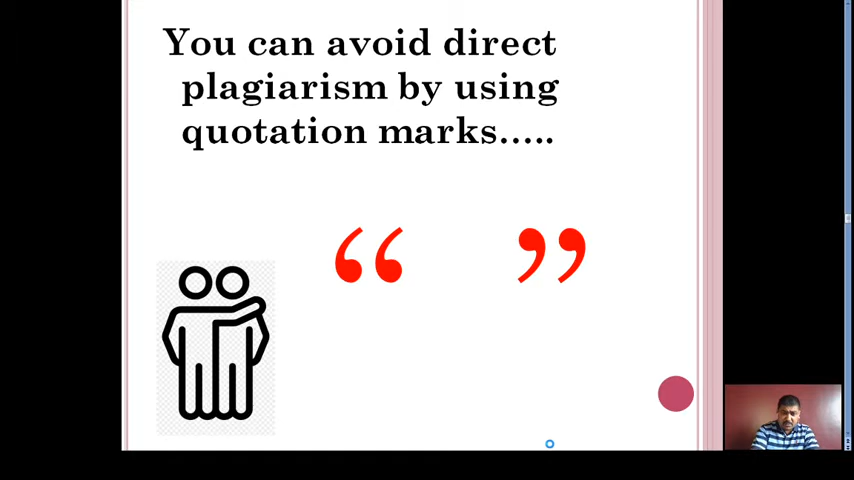 You can avoid direct
plagiarism by using
quotation marks.....
“ ”